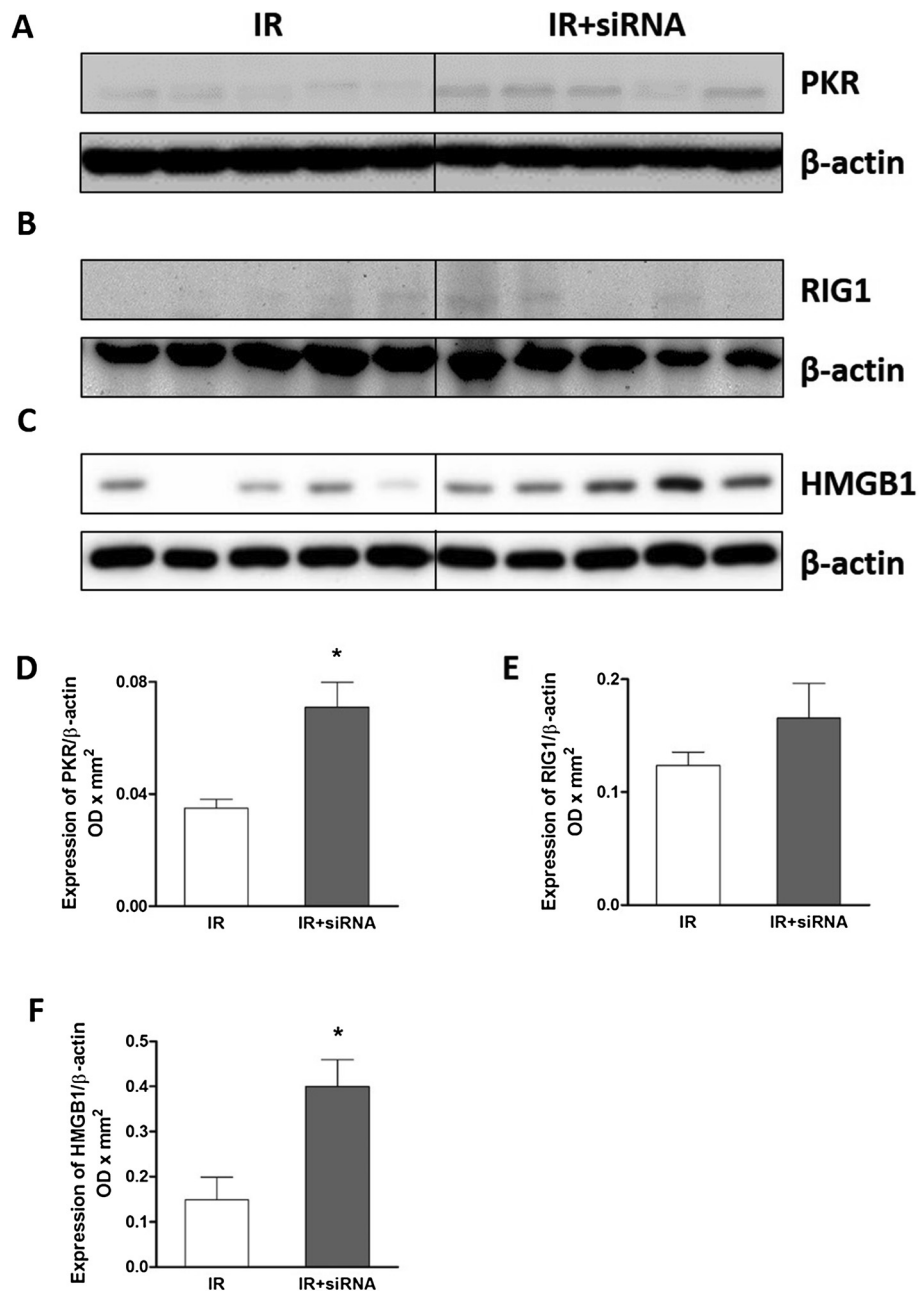 A
IR
IR+siRNA
PKR
β-actin
B
RIG1
β-actin
C
HMGB1
β-actin
D
Expression of PKR/β-actin
OD x mm²
0.08
0.04
0.00
*
IR
IR+siRNA
E
Expression of RIG1/β-actin
OD x mm²
0.2
0.1
0.0
IR
IR+siRNA
F
Expression of HMGB1/β-actin
OD x mm²
0.5
0.4
0.3
0.2
0.1
0.0
*
IR
IR+siRNA